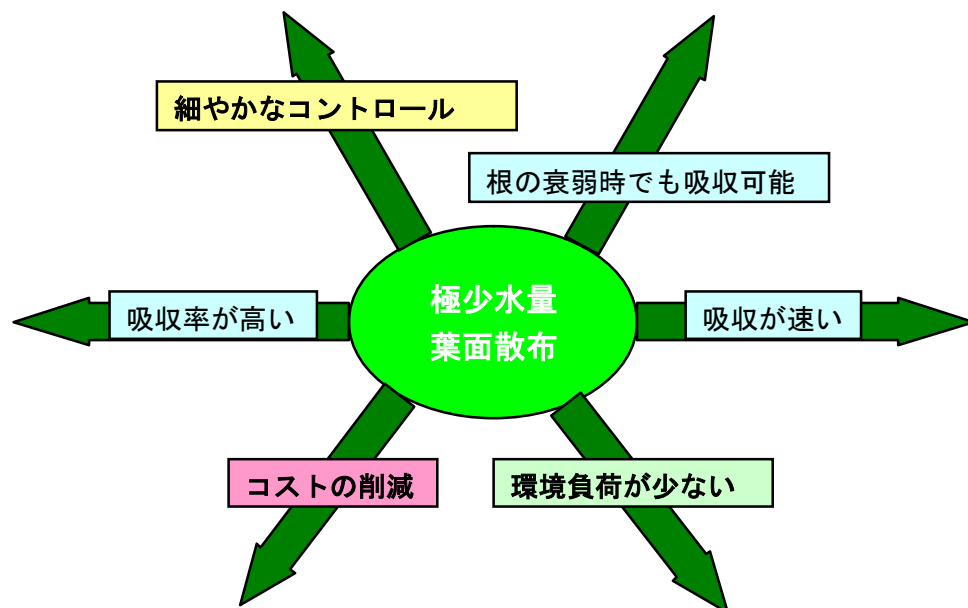 細やかなコントロール
根の衰弱時でも吸収可能
極少水量
葉面散布
吸収率が高い
吸収が速い
コストの削減
環境負荷が少ない